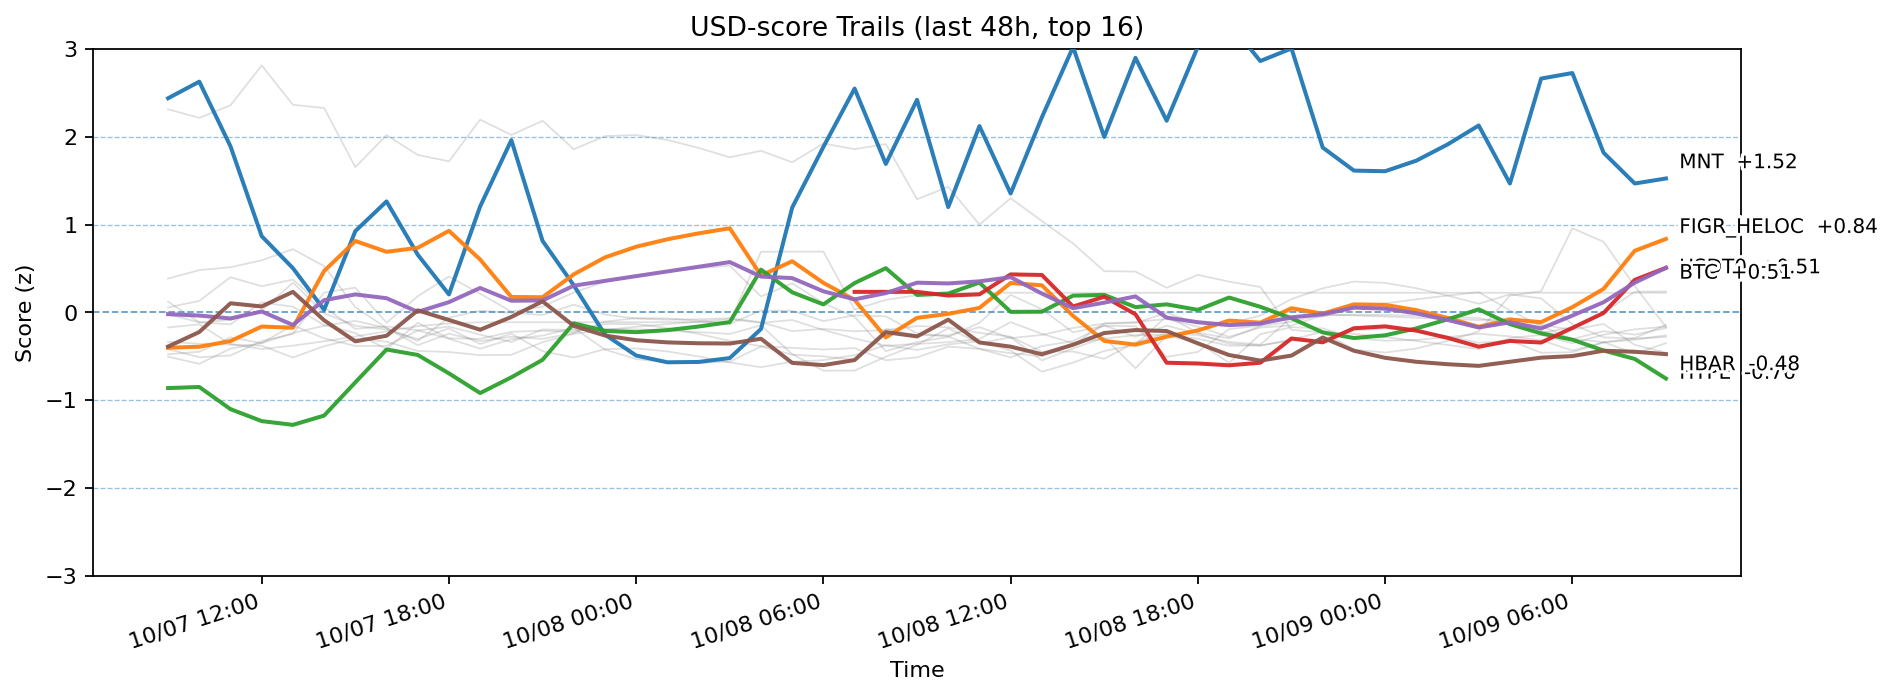 USD-score Trails (last 48h, top 16)
Score (z)
3
2
1
0
−1
−2
−3
MNT +1.52
FIGR_HELOC +0.84
BTC +0.51
HBAR -0.48
10/07 12:00
10/07 18:00
10/08 00:00
10/08 06:00
10/08 12:00
10/08 18:00
10/09 00:00
10/09 06:00
Time